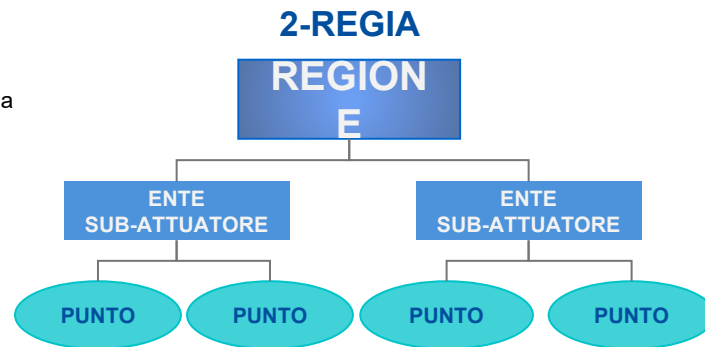 2-REGIA
REGION
E
a
ENTE
SUB-ATTUATORE
ENTE
SUB-ATTUATORE
PUNTO
PUNTO
PUNTO
PUNTO